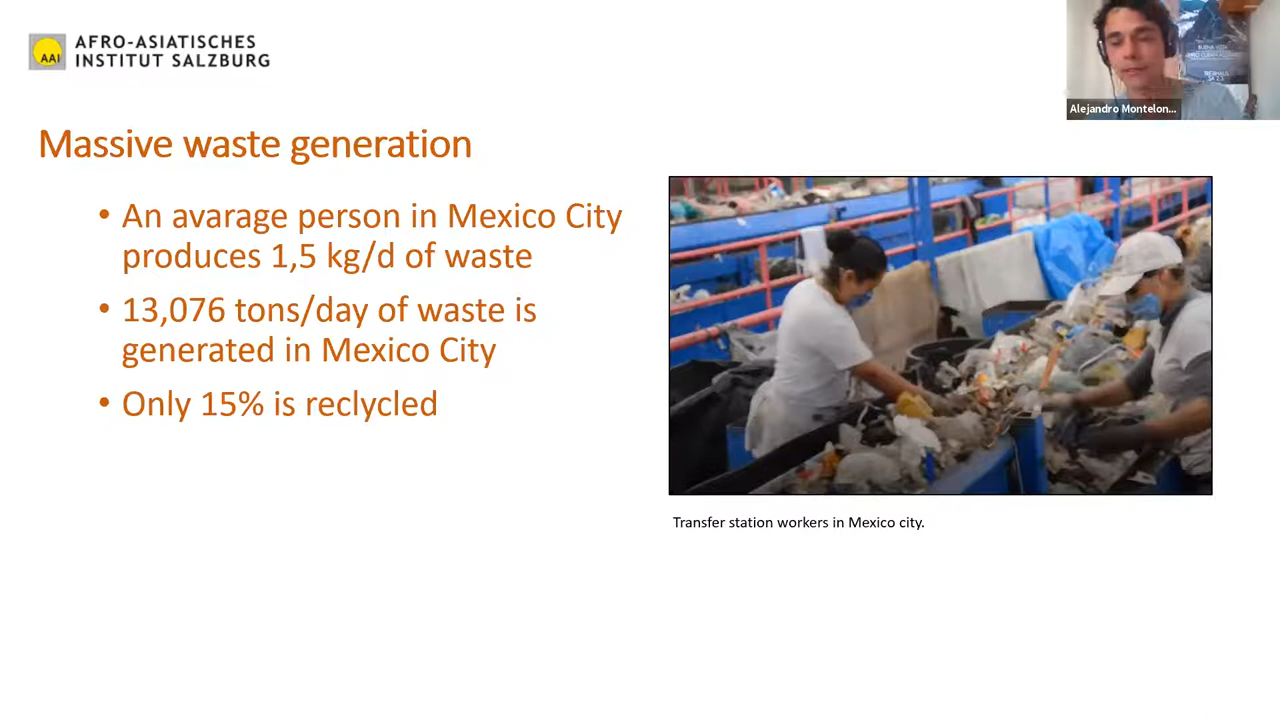 AFRO-ASIATISCHES
INSTITUT SALZBURG
AAI
Alejandro Montelon...
Massive waste generation
• An avarage person in Mexico City
produces 1,5 kg/d of waste
• 13,076 tons/day of waste is
generated in Mexico City
• Only 15% is reclycled
Transfer station workers in Mexico city.